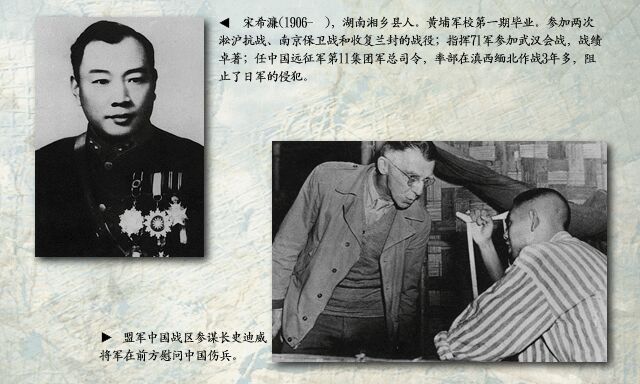 ◀ 宋希濂(1906- )，湖南湘乡县人。黄埔军校第一期毕业。参加两次
淞沪抗战、南京保卫战和收复兰封的战役；指挥71军参加武汉会战，战绩
卓著；任中国远征军第11集团军总司令，率部在滇西缅北作战3年多，阻
止了日军的侵犯。
▶ 盟军中国战区参谋长史迪威
将军在前方慰问中国伤兵。